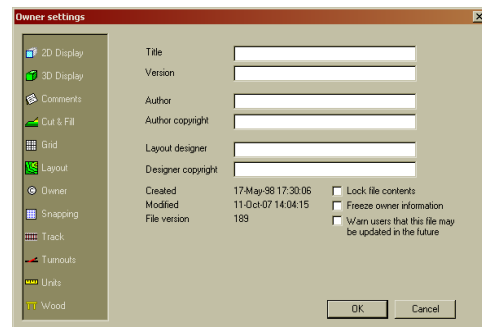 Owner settings
2D Display
3D Display
Comments
Cut & Fill
Grid
Layout
Owner
Snapping
Track
Turnouts
Units
Wood
Title
Version
Author
Author copyright
Layout designer
Designer copyright
Created 17-May-98 17:30:06
Modified 11-Oct-07 14:04:15
File version 189
Lock file contents
Freeze owner information
Warn users that this file may
be updated in the future
OK Cancel